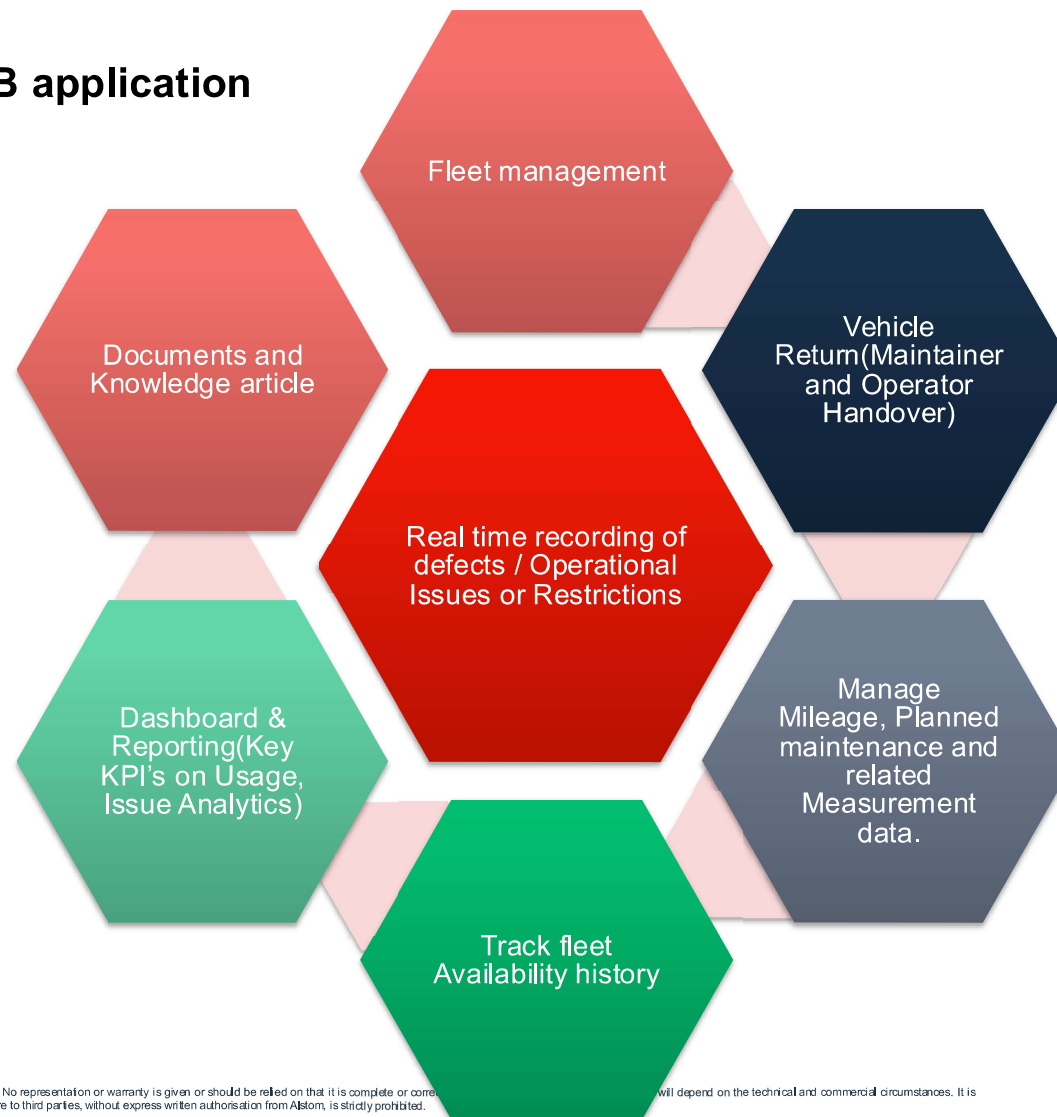 B application
Fleet management
Documents and
Knowledge article
Vehicle
Return(Maintainer
and Operator
Handover)
Real time recording of
defects / Operational
Issues or Restrictions
Dashboard &
Reporting(Key
KPI's on Usage,
Issue Analytics)
Manage
Mileage, Planned
maintenance and
related
Measurement
data.
Track fleet
Availability history
No representation or warranty is given or should be relied on that it is complete or will depend on the technical and commercial circumstances. It is
to third parties, without express written authorisation from Alstom, is strictly prohibited.